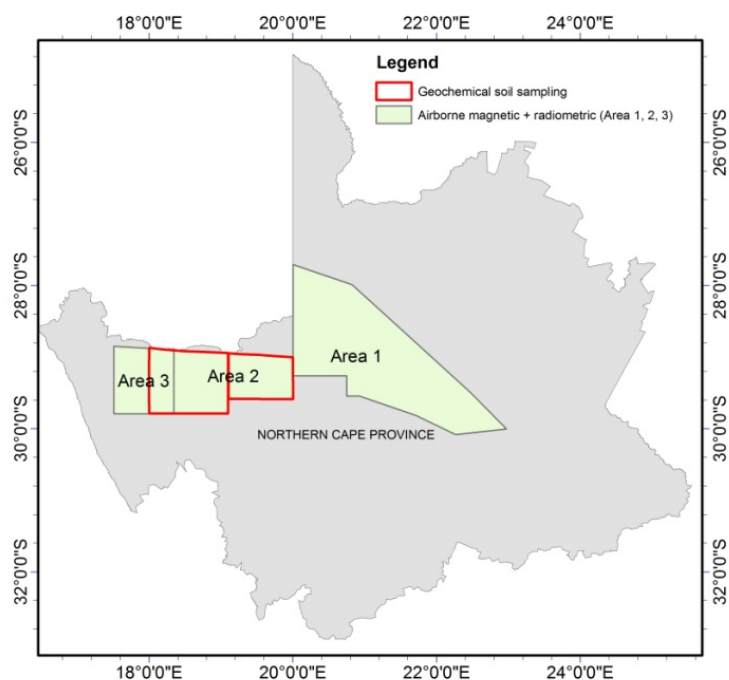 18°0'0"E 20°0'0"E 22°0'0"E 24°0'0"E
Legend
Geochemical soil sampling
Airborne magnetic + radiometric (Area 1, 2, 3)
26°0'0"S 26°0'0"S
28°0'0"S 28°0'0"S
Area 1
Area 3 Area 2
30°0'0"S 30°0'0"S
NORTHERN CAPE PROVINCE
32°0'0"S 32°0'0"S
18°0'0"E 20°0'0"E 22°0'0"E 24°0'0"E